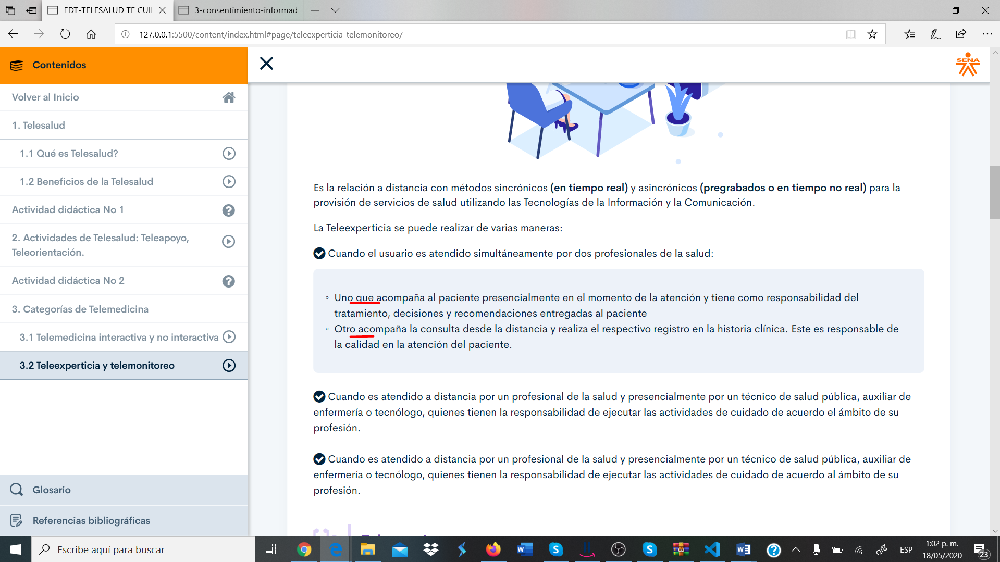 EDT-TELESALUD TE CUI
3-consentimiento-informad
127.0.0.1:5500/content/index.html#page/teleexperticia-telemonitoreo/
Contenidos
SENA
Volver al Inicio
1. Telesalud
1.1 Qué es Telesalud?
1.2 Beneficios de la Telesalud
Actividad didáctica No 1
2. Actividades de Telesalud: Teleapoyo,
Teleorientación.
Actividad didáctica No 2
3. Categorías de Telemedicina
3.1 Telemedicina interactiva y no interactiva
3.2 Teleexperticia y telemonitoreo
Glosario
Referencias bibliográficas
Es la relación a distancia con métodos sincrónicos (en tiempo real) y asincrónicos (pregrabados o en tiempo no real) para la
provisión de servicios de salud utilizando las Tecnologías de la Información y la Comunicación.
La Teleexperticia se puede realizar de varias maneras:
Cuando el usuario es atendido simultáneamente por dos profesionales de la salud:
Uno que acompaña al paciente presencialmente en el momento de la atención y tiene como responsabilidad del
tratamiento, decisiones y recomendaciones entregadas al paciente
Otro acompaña la consulta desde la distancia y realiza el respectivo registro en la historia clínica. Este es responsable de
la calidad en la atención del paciente.
Cuando es atendido a distancia por un profesional de la salud y presencialmente por un técnico de salud pública, auxiliar de
enfermería o tecnólogo, quienes tienen la responsabilidad de ejecutar las actividades de cuidado de acuerdo el ámbito de su
profesión.
Cuando es atendido a distancia por un profesional de la salud y presencialmente por un técnico de salud pública, auxiliar de
enfermería o tecnólogo, quienes tienen la responsabilidad de ejecutar las actividades de cuidado de acuerdo al ámbito de su
profesión.
Escribe aquí para buscar
ESP
1:02 p. m.
18/05/2020
23